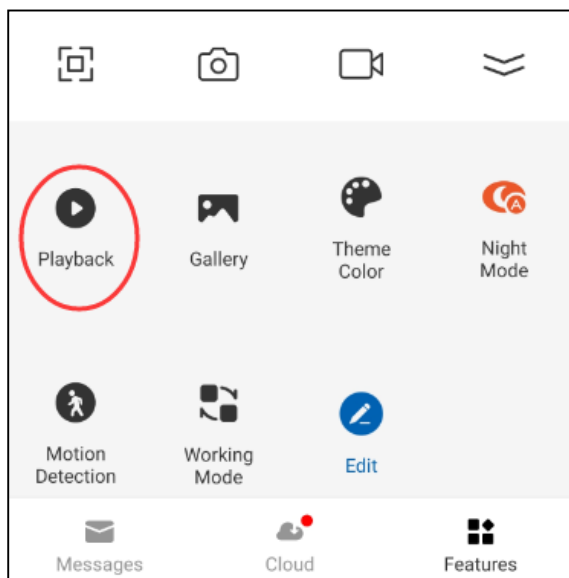 Playback
Gallery
Theme
Color
Night
Mode
A
Motion
Detection
Working
Mode
Edit
Messages
Cloud
Features